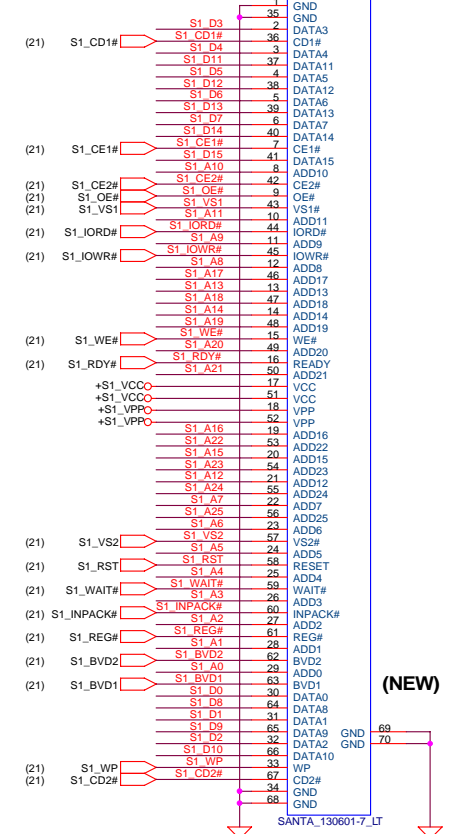 1 GND
35 GND
S1_D3 2 DATA3
(21) S1_CD1# S1_CD1# 36 CD1#
S1_D4 3 DATA4
S1_D11 37 DATA11
S1_D5 4 DATA5
S1_D12 38 DATA12
S1_D6 5 DATA6
S1_D13 39 DATA13
S1_D7 6 DATA7
S1_D14 40 DATA14
(21) S1_CE1# S1_CE1# 7 CE1#
S1_D15 41 DATA15
S1_A10 8 ADD10
(21) S1_CE2# S1_CE2# 42 CE2#
(21) S1_OE# S1_OE# 9 OE#
(21) S1_VS1 S1_VS1 43 VS1#
S1_A11 10 ADD11
(21) S1_IORD# S1_IORD# 44 IORD#
S1_A9 11 ADD9
(21) S1_IOWR# S1_IOWR# 45 IOWR#
S1_A8 12 ADD8
S1_A17 46 ADD17
S1_A13 13 ADD13
S1_A18 47 ADD18
S1_A14 14 ADD14
S1_A19 48 ADD19
(21) S1_WE# S1_WE# 15 WE#
S1_A20 49 ADD20
(21) S1_RDY# S1_RDY# 16 READY
S1_A21 50 ADD21
+S1_VCC 17 VCC
+S1_VCC 51 VCC
+S1_VPP 18 VPP
+S1_VPP 52 VPP
S1_A16 19 ADD16
S1_A22 53 ADD22
S1_A15 20 ADD15
S1_A23 54 ADD23
S1_A12 21 ADD12
S1_A24 55 ADD24
S1_A7 22 ADD7
S1_A25 56 ADD25
S1_A6 23 ADD6
(21) S1_VS2 S1_VS2 57 VS2#
S1_A5 24 ADD5
(21) S1_RST S1_RST 58 RESET
S1_A4 25 ADD4
(21) S1_WAIT# S1_WAIT# 59 WAIT#
S1_A3 26 ADD3
(21) S1_INPACK# S1_INPACK# 60 INPACK#
S1_A2 27 ADD2
(21) S1_REG# S1_REG# 61 REG#
S1_A1 28 ADD1
(21) S1_BVD2 S1_BVD2 62 BVD2
S1_A0 29 ADD0
(21) S1_BVD1 S1_BVD1 63 BVD1 (NEW)
S1_D0 30 DATA0
S1_D8 64 DATA8
S1_D1 31 DATA1
S1_D9 65 DATA9 GND 69
S1_D2 32 DATA2 GND 70
S1_D10 66 DATA10
(21) S1_WP S1_WP 33 WP
(21) S1_CD2# S1_CD2# 67 CD2#
34 GND
68 GND
SANTA_130601-7_LT